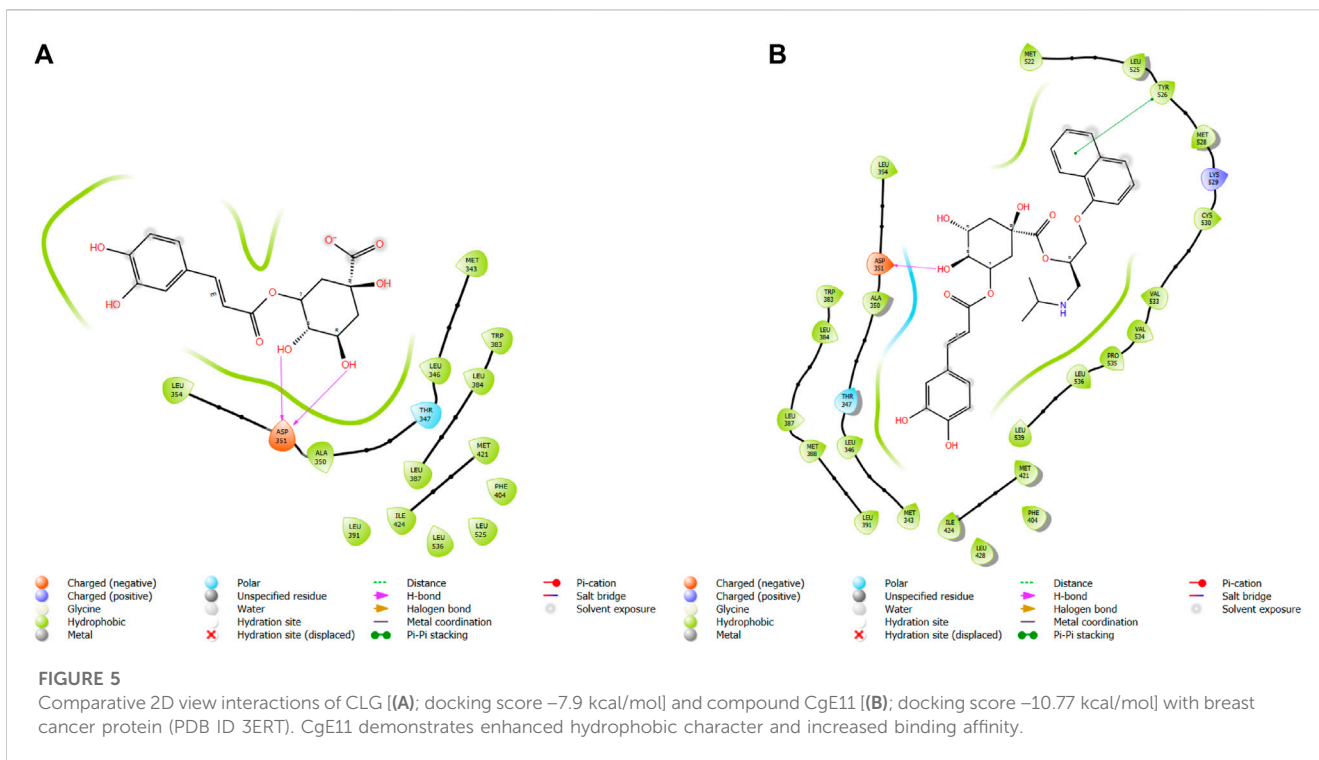 A
B
MET
522
LEU
525
TYR
526
MET
528
LYS
529
CYS
530
VAL
533
VAL
534
PRO
535
LEU
536
LEU
539
MET
421
PHE
404
ILE
424
LEU
428
LEU
354
ASP
351
ALA
350
THR
347
LEU
346
MET
343
TRP
383
LEU
384
LEU
387
MET
388
LEU
391
HO
OH
HO
O
O
O
O
O
NH
HO
OH
HO
HO
O
O
O⁻
O
OH
HO
OH
MET
343
TRP
383
LEU
346
LEU
384
THR
347
LEU
354
ASP
351
ALA
350
LEU
387
MET
421
PHE
404
ILE
424
LEU
391
LEU
536
LEU
525
Charged (negative)
Charged (positive)
Glycine
Hydrophobic
Metal
Polar
Unspecified residue
Water
Hydration site
Hydration site (displaced)
Distance
H-bond
Halogen bond
Metal coordination
Pi-Pi stacking
Pi-cation
Salt bridge
Solvent exposure
Charged (negative)
Charged (positive)
Glycine
Hydrophobic
Metal
Polar
Unspecified residue
Water
Hydration site
Hydration site (displaced)
Distance
H-bond
Halogen bond
Metal coordination
Pi-Pi stacking
Pi-cation
Salt bridge
Solvent exposure
FIGURE 5
Comparative 2D view interactions of CLG [(A); docking score −7.9 kcal/mol] and compound CgE11 [(B); docking score −10.77 kcal/mol] with breast
cancer protein (PDB ID 3ERT). CgE11 demonstrates enhanced hydrophobic character and increased binding affinity.